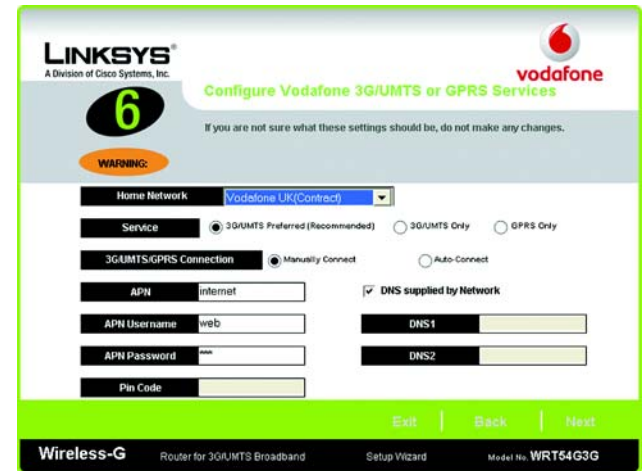 LINKSYS®
A Division of Cisco Systems, Inc.
vodafone
6
Configure Vodafone 3G/UMTS or GPRS Services
If you are not sure what these settings should be, do not make any changes.
WARNING:
Home Network Vodafone UK(Contract)
Service 3G/UMTS Preferred (Recommended) 3G/UMTS Only GPRS Only
3G/UMTS/GPRS Connection Manually Connect Auto-Connect
APN internet DNS supplied by Network
APN Username web DNS1
APN Password *** DNS2
Pin Code
Exit Back Next
Wireless-G Router for 3G/UMTS Broadband Setup Wizard Model No. WRT54G3G